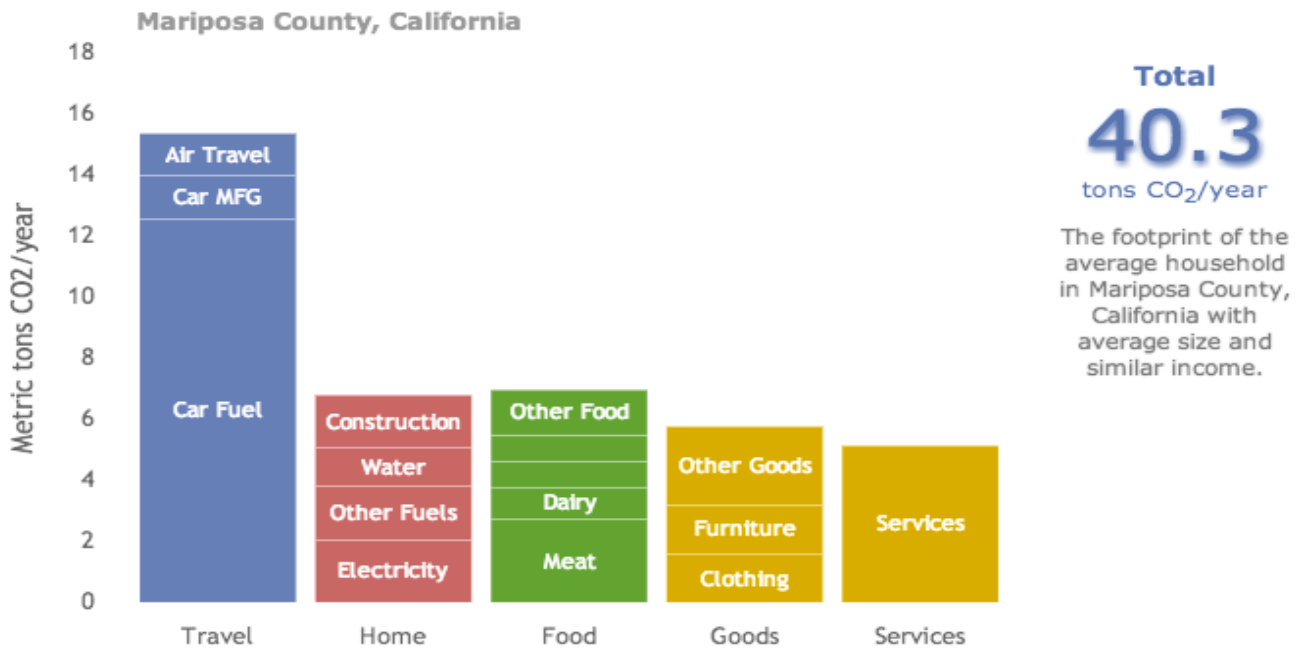 Mariposa County, California
18
16
14
12
10
8
6
4
2
0
Metric tons CO2/year
Air Travel
Car MFG
Car Fuel
Construction
Water
Other Fuels
Electricity
Other Food
Dairy
Meat
Other Goods
Furniture
Clothing
Services
Travel
Home
Food
Goods
Services
Total
40.3
tons CO₂/year
The footprint of the
average household
in Mariposa County,
California with
average size and
similar income.